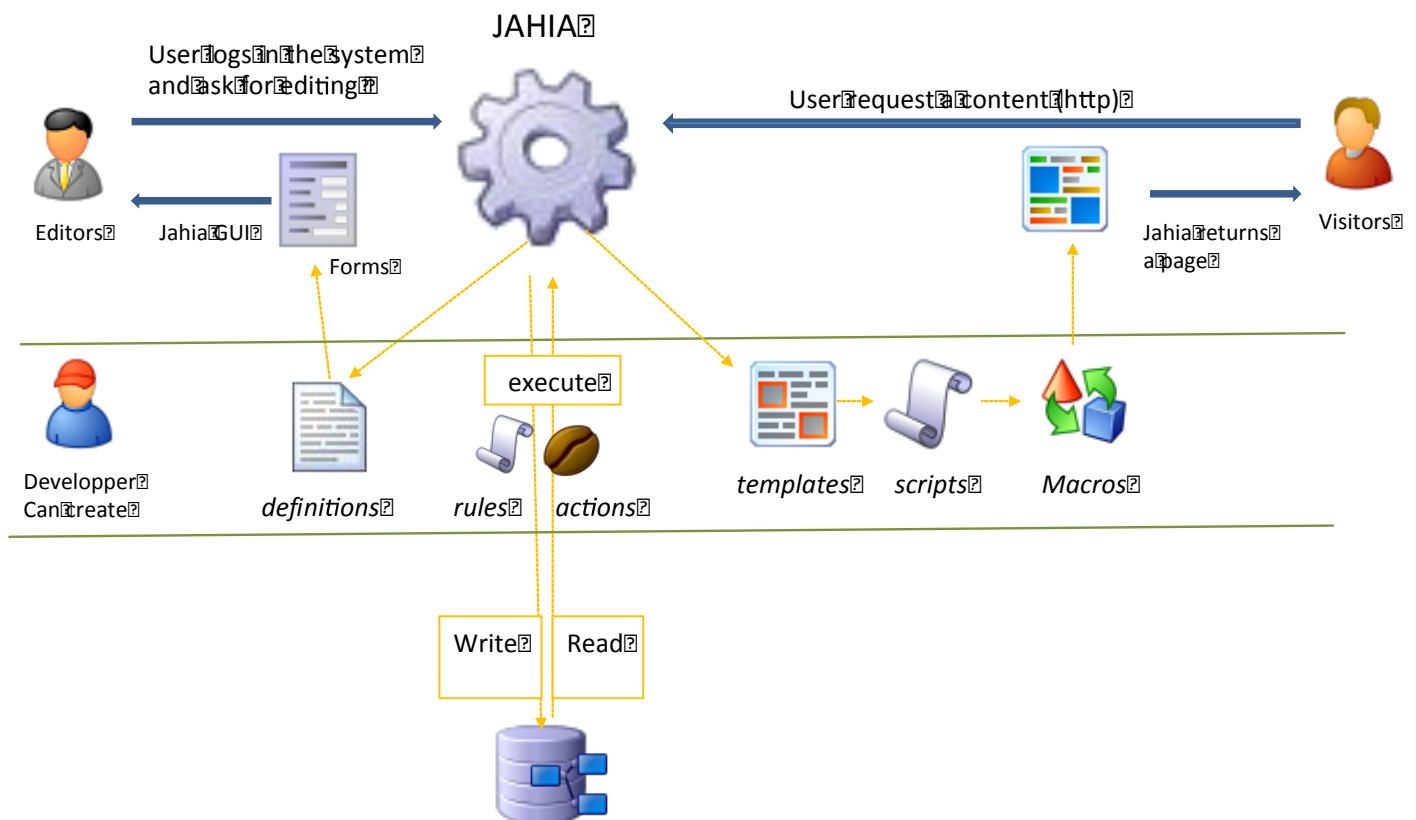 JAHIA
User logs in the system
and ask for editing
User request a content (http)
Editors
Jahia GUI
Forms
Jahia returns
a page
Visitors
execute
Developper
Can create
definitions
rules
actions
templates
scripts
Macros
Write
Read